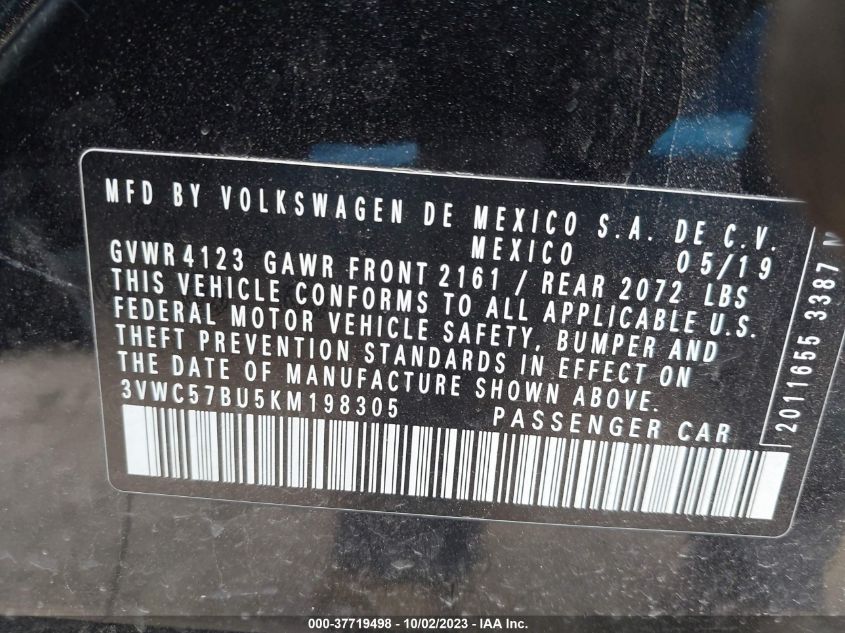 MFD BY VOLKSWAGEN DE MEXICO S.A. DE C.V.
MEXICO 05/19
GVWR 4123 GAWR FRONT 2161 / REAR 2072 LBS
THIS VEHICLE CONFORMS TO ALL APPLICABLE U.S.
FEDERAL MOTOR VEHICLE SAFETY, BUMPER AND
THEFT PREVENTION STANDARDS IN EFFECT ON
THE DATE OF MANUFACTURE SHOWN ABOVE.
3VWC57BU5KM198305 PASSENGER CAR
2011655 3387
000-37719498 - 10/02/2023 - IAA Inc.